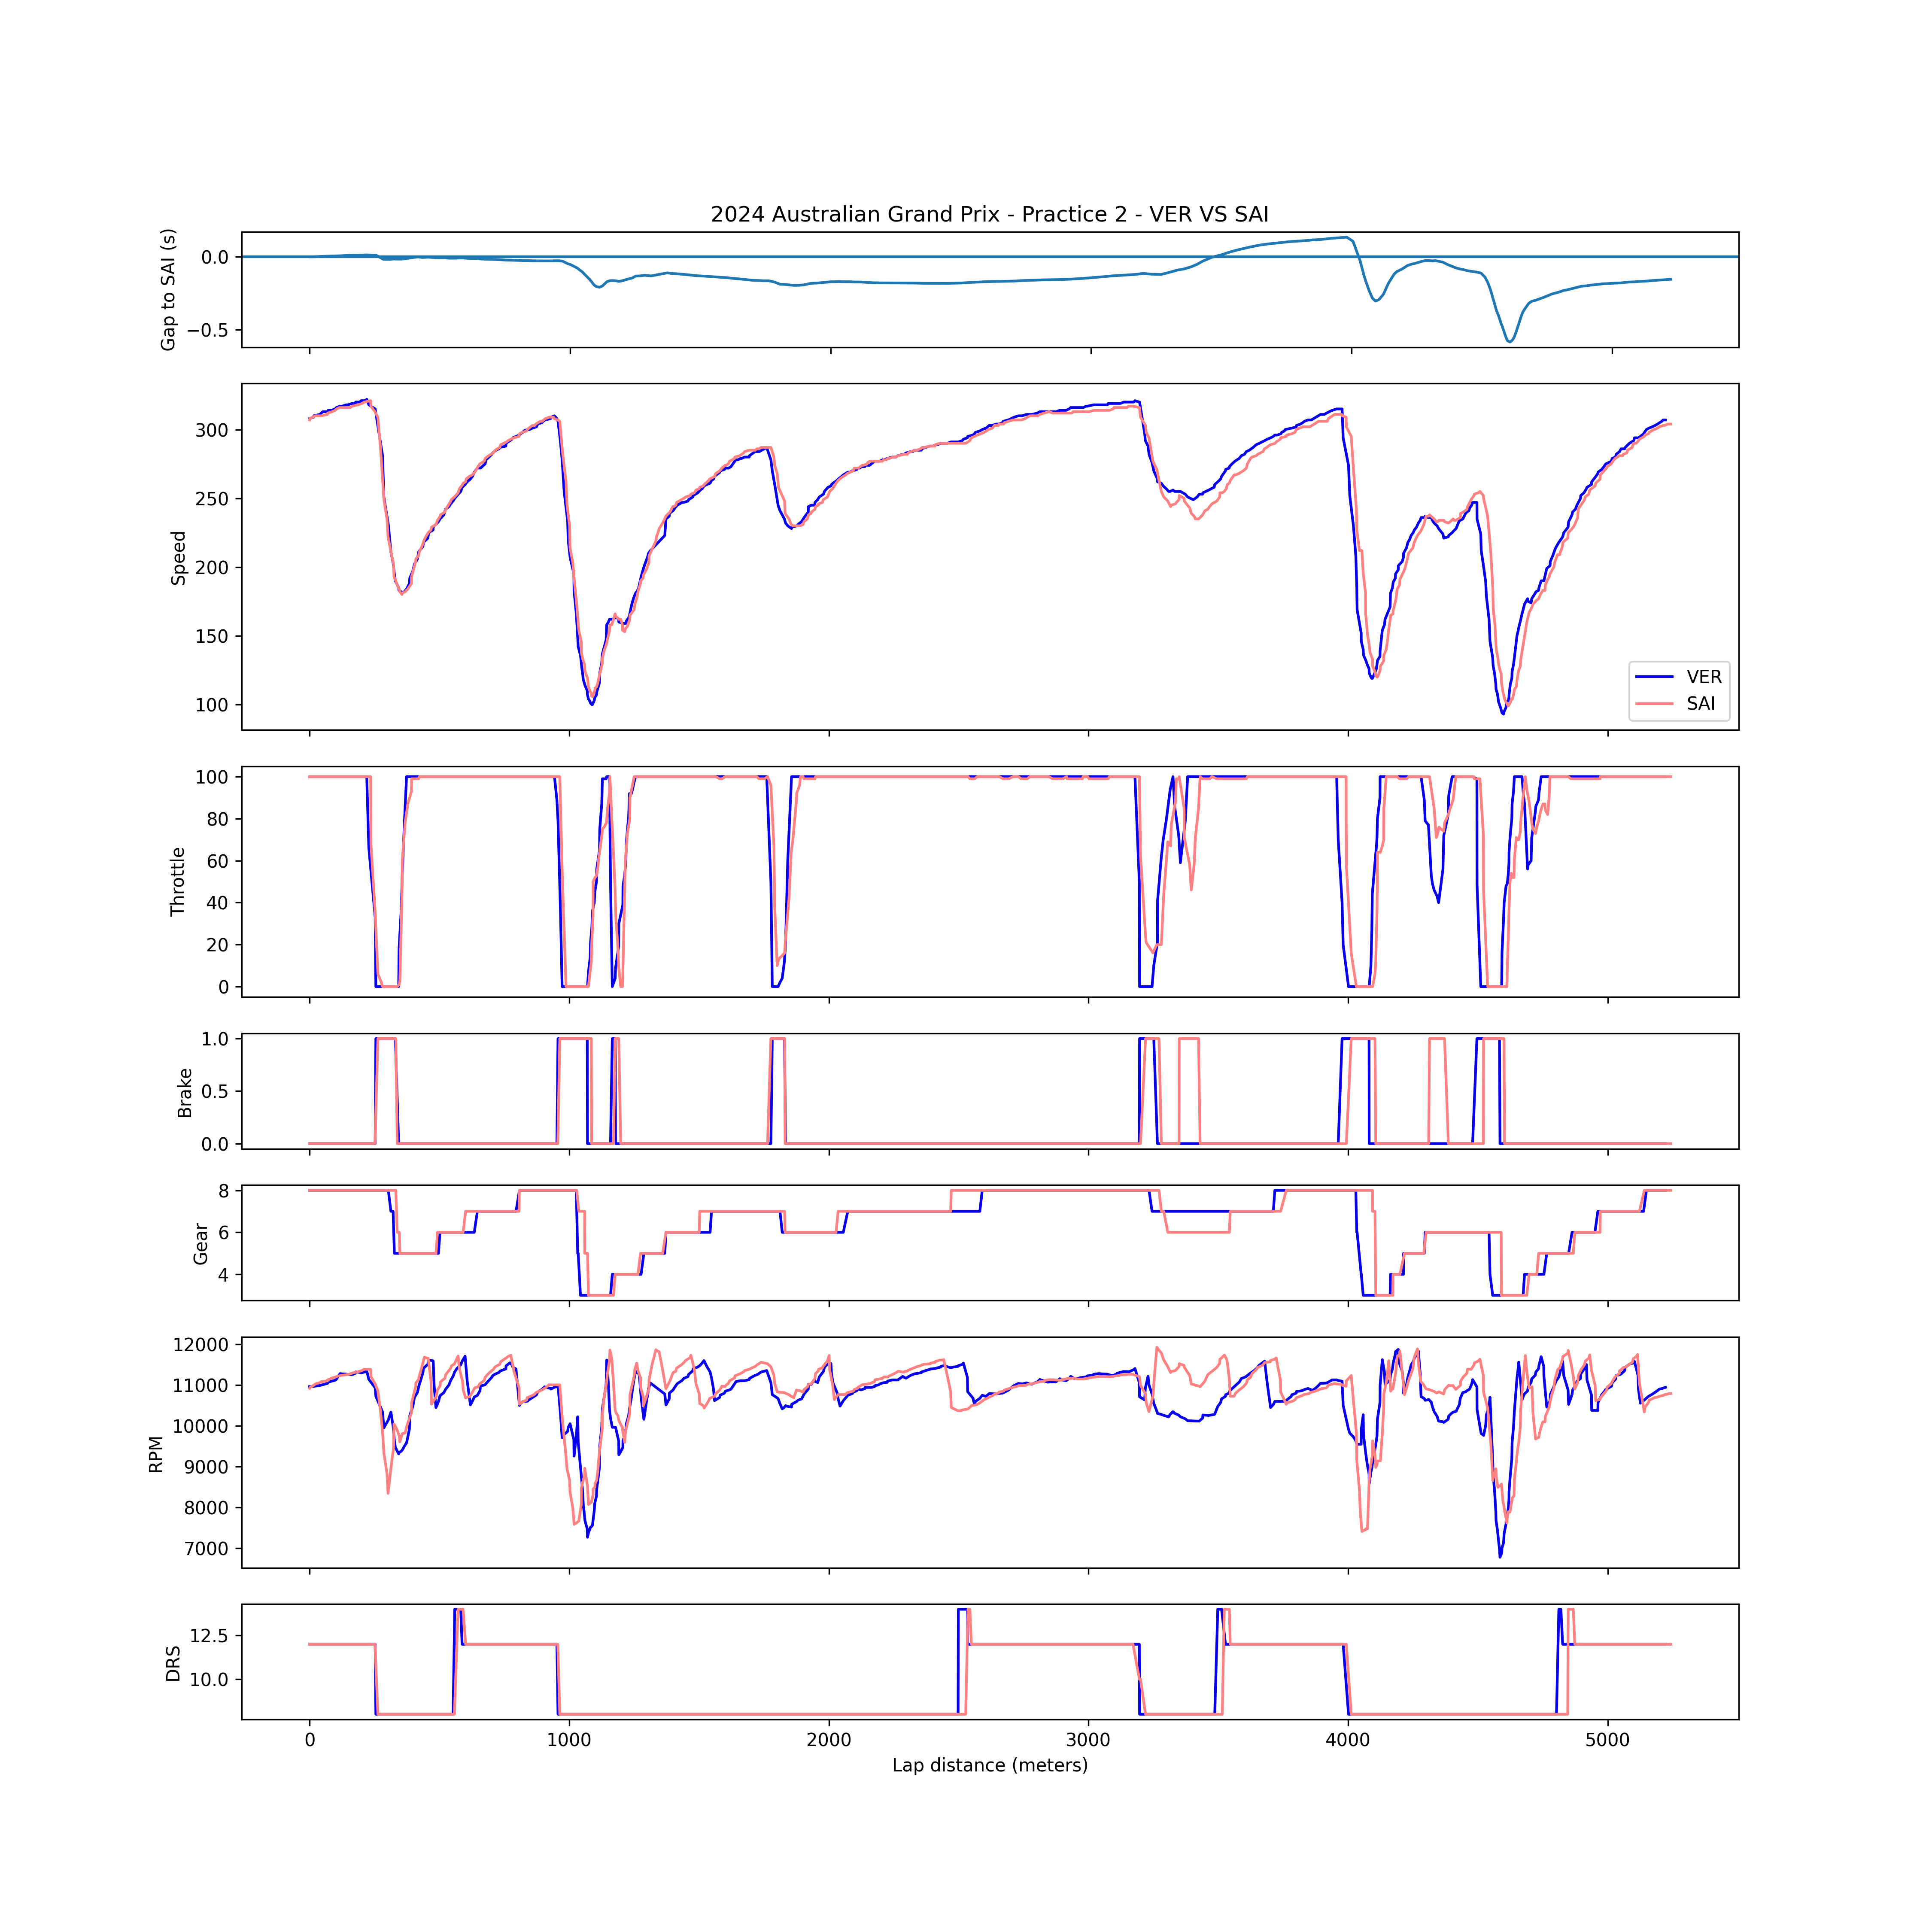 2024 Australian Grand Prix - Practice 2 - VER VS SAI
Gap to SAI (s)
0.0
−0.5
Speed
300
250
200
150
100
VER
SAI
Throttle
100
80
60
40
20
0
Brake
1.0
0.5
0.0
Gear
8
6
4
RPM
12000
11000
10000
9000
8000
7000
DRS
12.5
10.0
0 1000 2000 3000 4000 5000
Lap distance (meters)